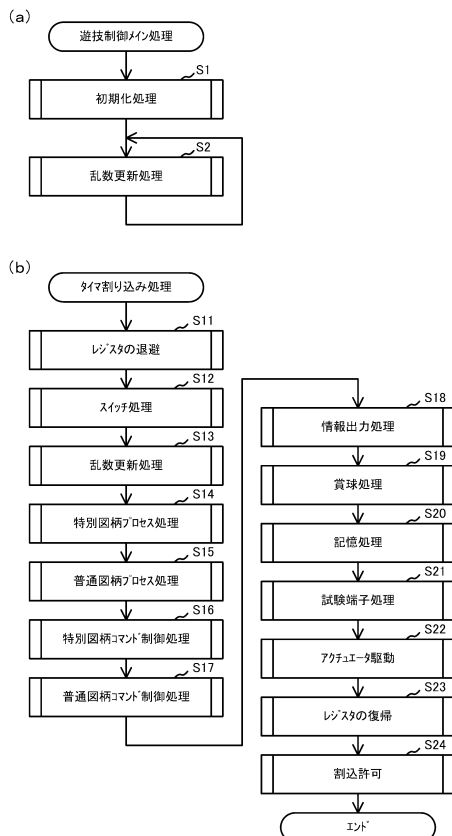 (a)
遊技制御メイン処理
S1
初期化処理
S2
乱数更新処理
(b)
タイマ割り込み処理
S11
レジスタの退避
S12
スイッチ処理
S13
乱数更新処理
S14
特別図柄プロセス処理
S15
普通図柄プロセス処理
S16
特別図柄コマンド制御処理
S17
普通図柄コマンド制御処理
S18
情報出力処理
S19
賞球処理
S20
記憶処理
S21
試験端子処理
S22
アクチュエータ駆動
S23
レジスタの復帰
S24
割込許可
エンド